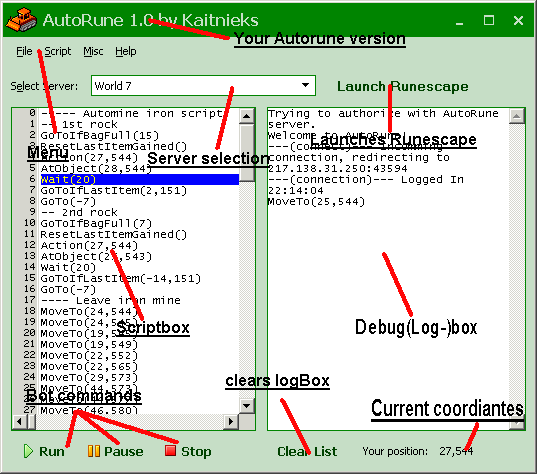 AutoRune 1.0 by Kaitnieks
Your Autorune version
File Script Misc Help
Select Server: World 7 Launch Runescape
Menu
Server selection
Launches Runescape
0 ----- Automine iron script
1 -- 1st rock
2 GoToIfBagFull(15)
3 ResetLastItemGained()
4 Action(27,544)
5 AtObject(28,544)
6 Wait(20)
7 GoToIfLastItem(2,151)
8 GoTo(-7)
9 -- 2nd rock
10 GoToIfBagFull(7)
11 ResetLastItemGained()
12 Action(27,544)
13 AtObject(27,543)
14 Wait(20)
15 GoToIfLastItem(-14,151)
16 GoTo(-7)
17 ---- Leave iron mine
18 MoveTo(24,544)
19 MoveTo(24,545)
20 MoveTo(19,545)
21 MoveTo(19,549)
22 MoveTo(22,552)
23 MoveTo(22,565)
24 MoveTo(29,573)
25 MoveTo(44,573)
26
27 MoveTo(46,580)
Scriptbox
Trying to authorize with AutoRune
server.
Welcome to AutoRune
---(connection)--- Incomming
connection, redirecting to
217.138.31.250:43594
---(connection)--- Logged In
22:14:04
MoveTo(25,544)
Debug(Log-)box
clears logBox
Bot commands
Current coordiantes
Run Pause Stop Clear List Your position: 27,544